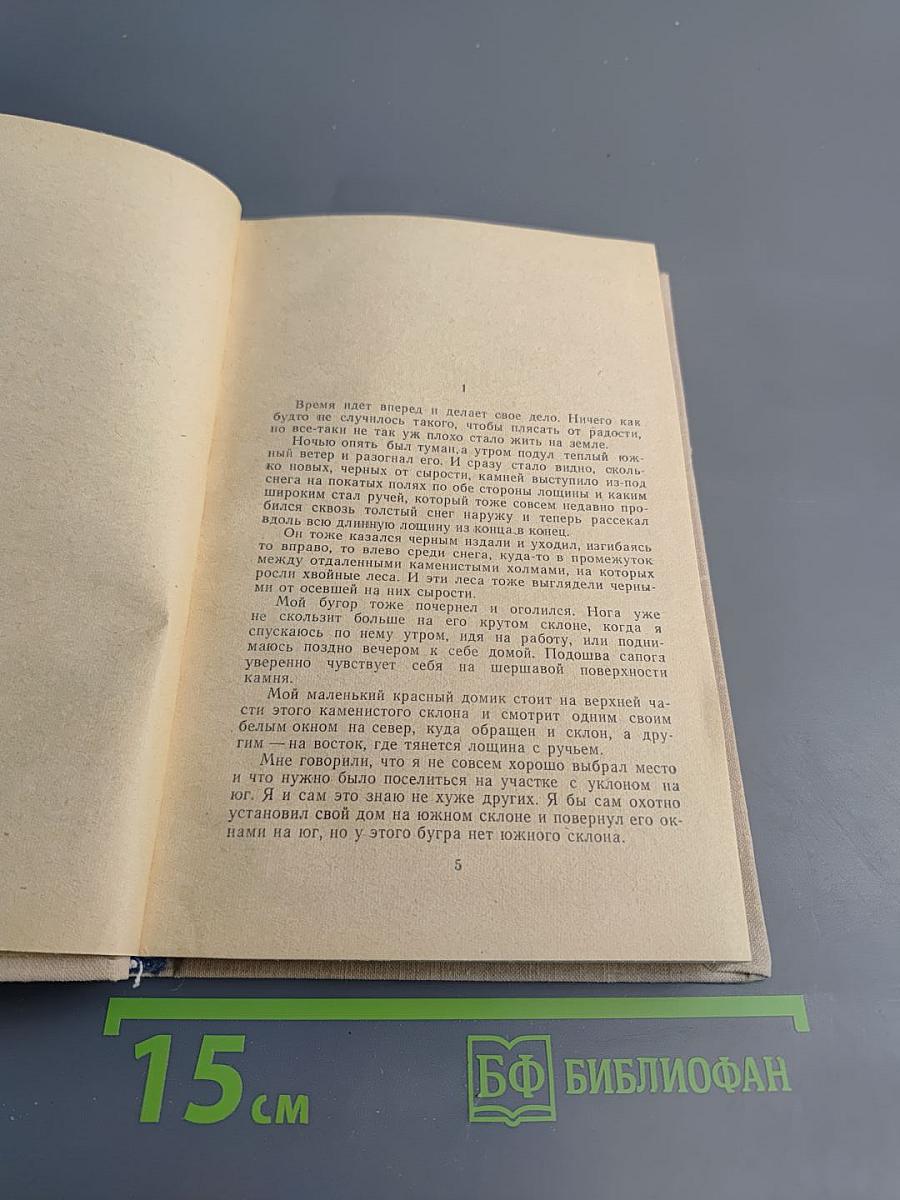 1
Время идет вперед и делает свое дело. Ничего как
будто не случилось такого, чтобы плясать от радости,
но все-таки не так уж плохо стало жить на земле.
Ночью опять был туман, а утром подул теплый юж-
ный ветер и разогнал его. И сразу стало видно, сколь-
ко новых, черных от сырости, камней выступило из-под
снега на покатых полях по обе стороны лощины и каким
широким стал ручей, который тоже совсем недавно про-
бился сквозь толстый снег наружу и теперь рассекал
вдоль всю длинную лощину из конца в конец.
Он тоже казался черным издали и уходил, изгибаясь
то вправо, то влево среди снега, куда-то в промежуток
между отдаленными каменистыми холмами, на которых
росли хвойные леса. И эти леса тоже выглядели черны-
ми от осевшей на них сырости.
Мой бугор тоже почернел и оголился. Нога уже
не скользит больше на его крутом склоне, когда я
спускаюсь по нему утром, идя на работу, или подни-
маюсь поздно вечером к себе домой. Подошва сапога
уверенно чувствует себя на шершавой поверхности
камня.
Мой маленький красный домик стоит на верхней ча-
сти этого каменистого склона и смотрит одним своим
белым окном на север, куда обращен и склон, а дру-
гим — на восток, где тянется лощина с ручьем.
Мне говорили, что я не совсем хорошо выбрал место
и что нужно было поселиться на участке с уклоном на
юг. Я и сам это знаю не хуже других. Я бы сам охотно
установил свой дом на южном склоне и повернул его ок-
нами на юг, но у этого бугра нет южного склона.
5
15 см
БФ БИБЛИОФАН